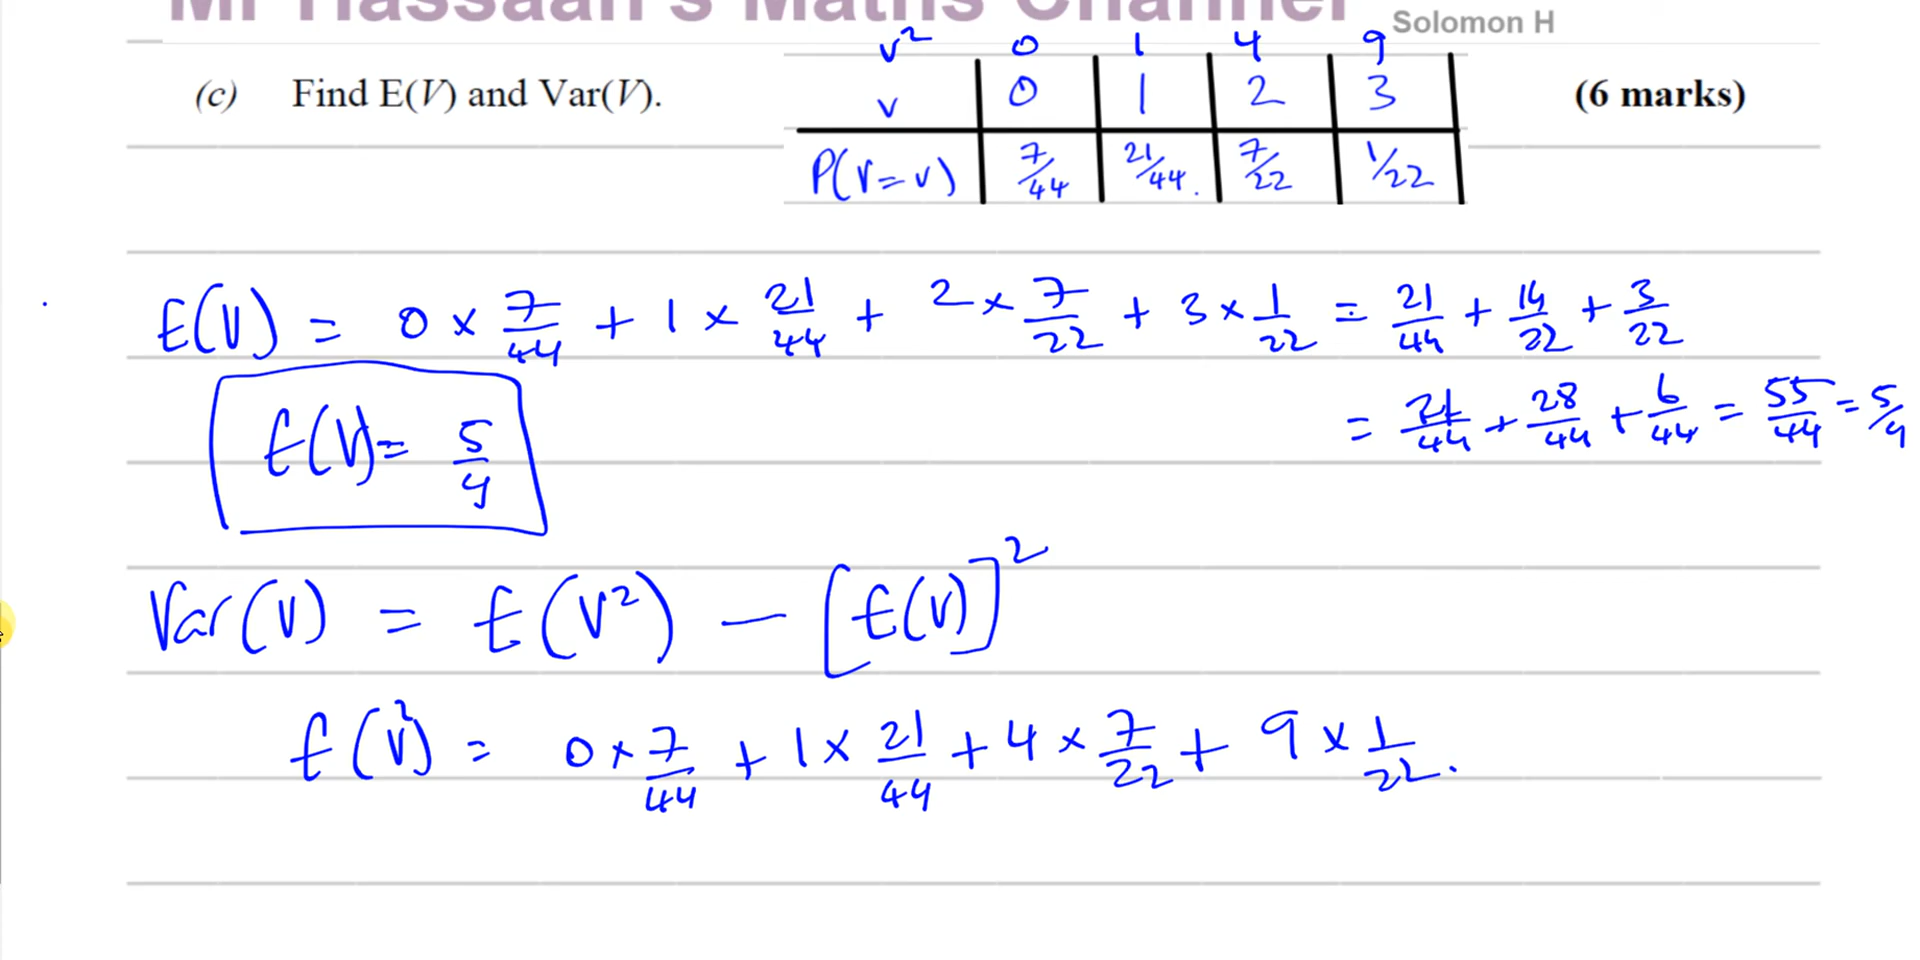 Mr Hassaan's Maths Channel
Solomon H
v² 0 1 4 9
(c) Find E(V) and Var(V). v 0 1 2 3 (6 marks)
P(V=v) 7/44 21/44. 7/22 1/22
E(V) = 0 × 7/44 + 1 × 21/44 + 2 × 7/22 + 3 × 1/22 = 21/44 + 14/22 + 3/22
= 21/44 + 28/44 + 6/44 = 55/44 = 5/4
E(V) = 5/4
Var(V) = E(V²) — [E(V)]²
E(V²) = 0 × 7/44 + 1 × 21/44 + 4 × 7/22 + 9 × 1/22.